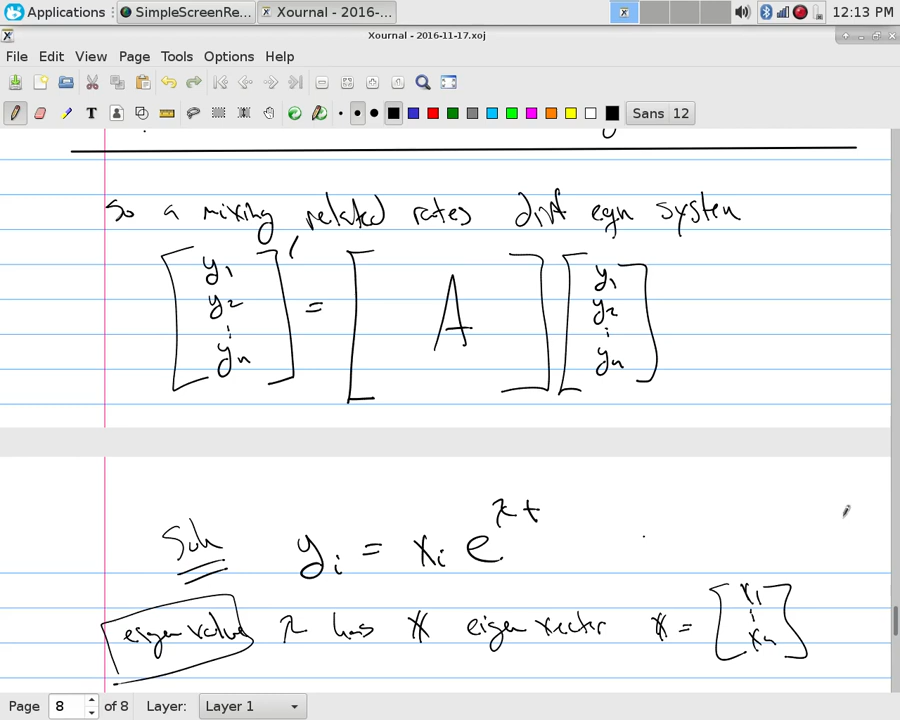 Applications SimpleScreenRe... Xournal - 2016-... 12:13 PM
Xournal - 2016-11-17.xoj
File Edit View Page Tools Options Help
Sans 12
So a mixing related rates diff eqn system
[y1 y2 ⋮ yn]' = [A] [y1 y2 ⋮ yn]
Soln yi = xi e^λt
eigenvalue λ has X eigenvector X = [x1 ⋮ xn]
Page 8 of 8 Layer: Layer 1